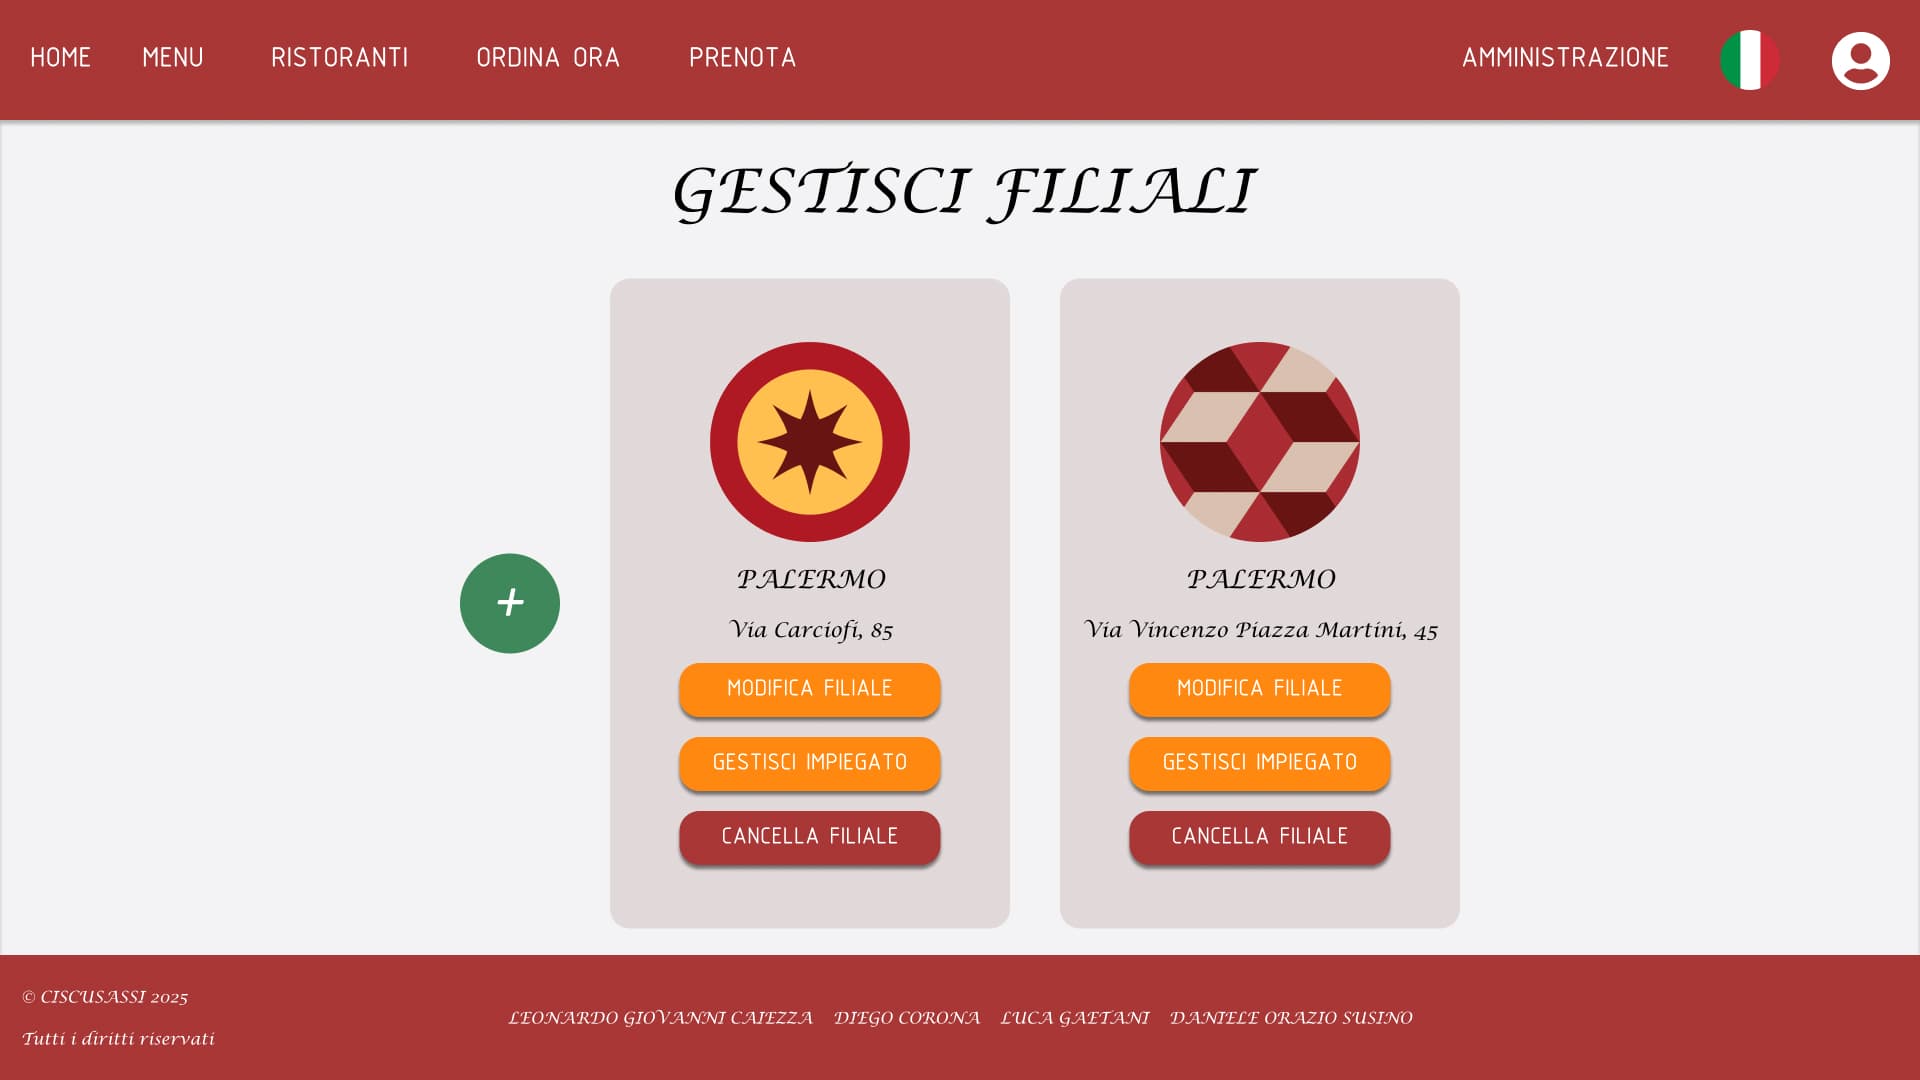 HOME MENU RISTORANTI ORDINA ORA PRENOTA AMMINISTRAZIONE
GESTISCI FILIALI
+
PALERMO
Via Carciofi, 85
MODIFICA FILIALE
GESTISCI IMPIEGATO
CANCELLA FILIALE
PALERMO
Via Vincenzo Piazza Martini, 45
MODIFICA FILIALE
GESTISCI IMPIEGATO
CANCELLA FILIALE
© CISCUSASSI 2025
Tutti i diritti riservati
LEONARDO GIOVANNI CAIEZZA DIEGO CORONA LUCA GAETANI DANIELE ORAZIO SUSINO